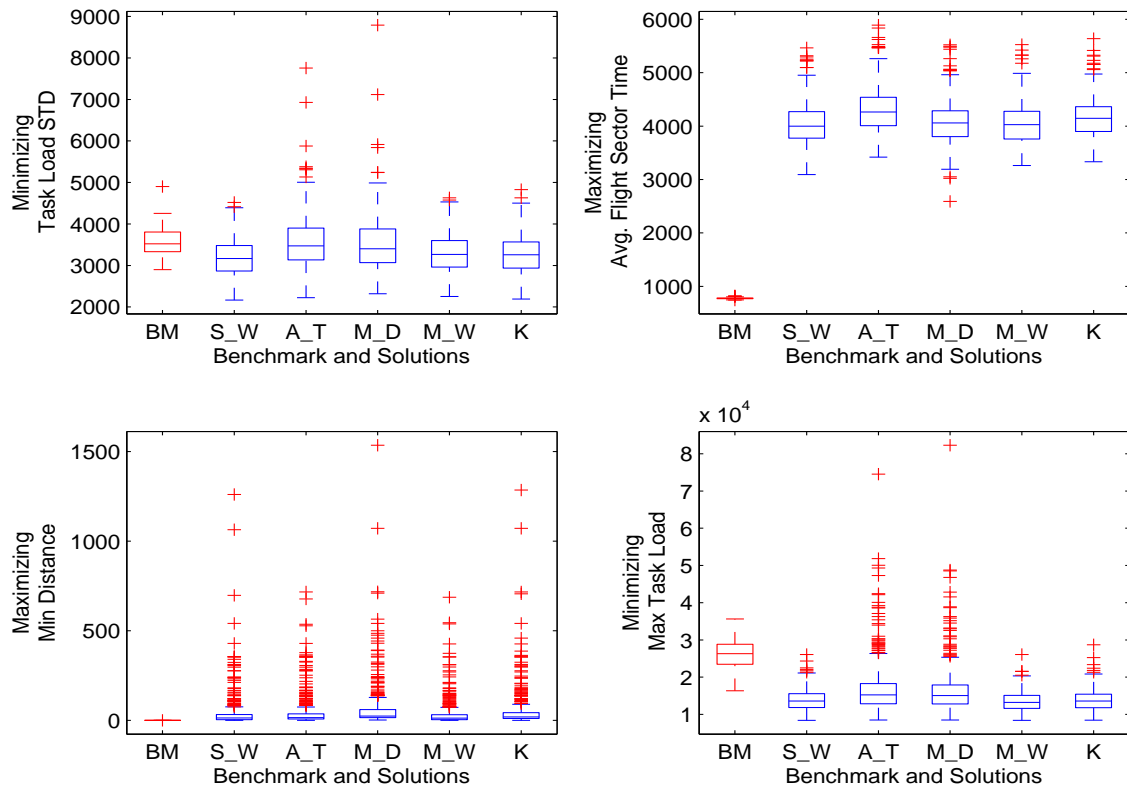 Minimizing
Task Load STD
9000
8000
7000
6000
5000
4000
3000
2000
BM S_W A_T M_D M_W K
Benchmark and Solutions
Maximizing
Avg. Flight Sector Time
6000
5000
4000
3000
2000
1000
BM S_W A_T M_D M_W K
Benchmark and Solutions
Maximizing
Min Distance
1500
1000
500
0
BM S_W A_T M_D M_W K
Benchmark and Solutions
x 10^4
Minimizing
Max Task Load
8
7
6
5
4
3
2
1
BM S_W A_T M_D M_W K
Benchmark and Solutions